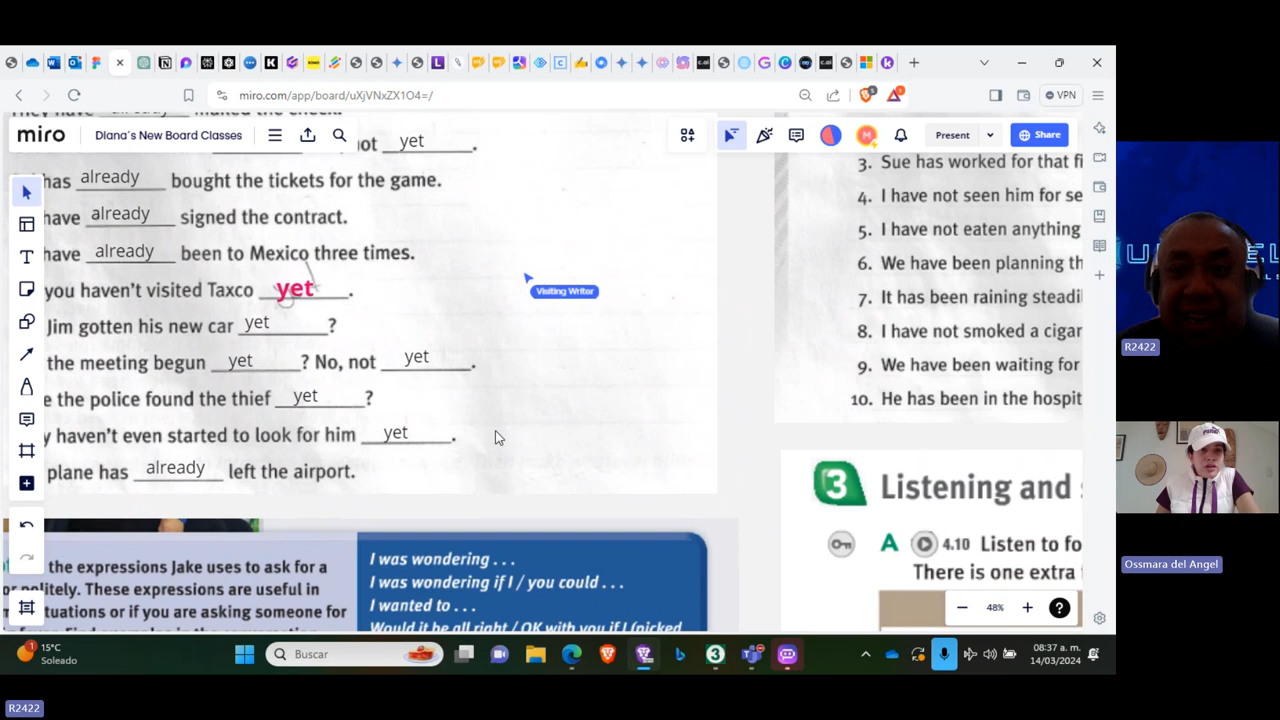 miro.com/app/board/uXjVNxZX1O4=/
VPN
miro
DIana's New Board Classes
Present
Share
ot yet .
has already bought the tickets for the game.
have already signed the contract.
have already been to Mexico three times.
you haven't visited Taxco yet .
Jim gotten his new car yet ?
the meeting begun yet ? No, not yet .
e the police found the thief yet ?
y haven't even started to look for him yet .
plane has already left the airport.
Visiting Writer
3. Sue has worked for that fi
4. I have not seen him for se
5. I have not eaten anything
6. We have been planning th
7. It has been raining steadil
8. I have not smoked a cigar
9. We have been waiting for
10. He has been in the hospit
3 Listening and
A 4.10 Listen to fo
There is one extra
48%
the expressions Jake uses to ask for a
or politely. These expressions are useful in
tuations or if you are asking someone for
I was wondering . . .
I was wondering if I / you could . . .
I wanted to . . .
Would it be all right / OK with you if I (picked
R2422
Ossmara del Angel
15°C
Soleado
Buscar
08:37 a. m.
14/03/2024
R2422